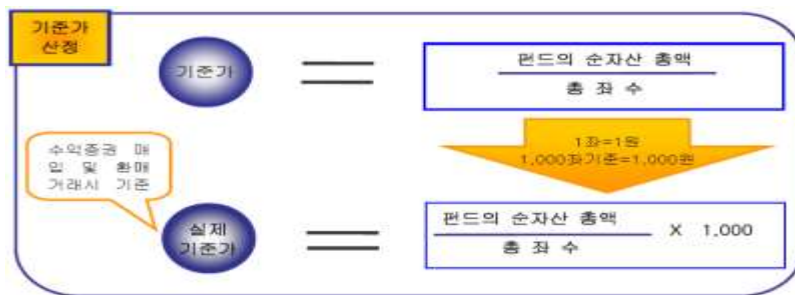 기준가
산정
기준가
펀드의 순자산 총액
총 좌 수
1좌=1원
1,000좌기준=1,000원
수익증권 매
입 및 환매
거래시 기준
실제
기준가
펀드의 순자산 총액
총 좌 수
X 1,000